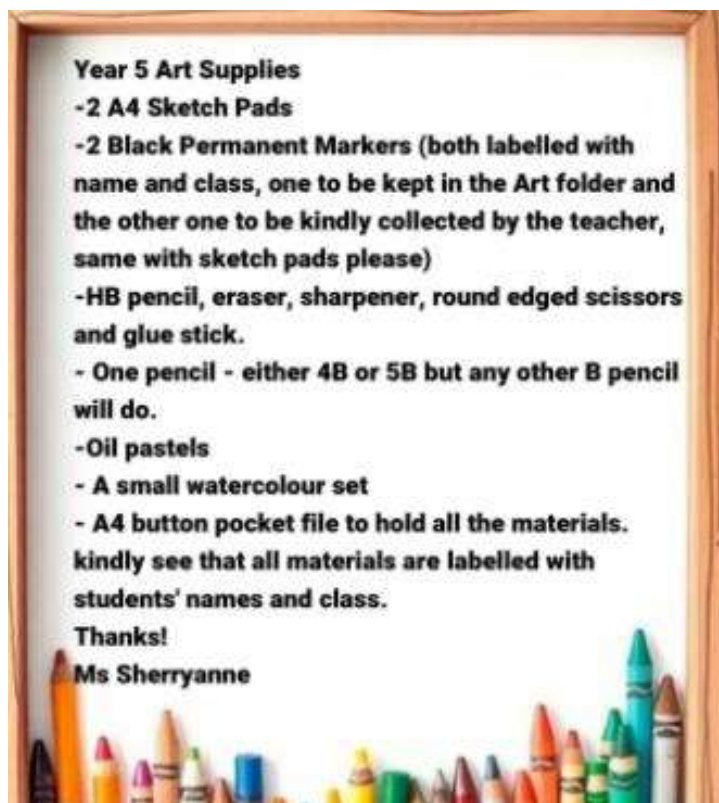 Year 5 Art Supplies
-2 A4 Sketch Pads
-2 Black Permanent Markers (both labelled with
name and class, one to be kept in the Art folder and
the other one to be kindly collected by the teacher,
same with sketch pads please)
-HB pencil, eraser, sharpener, round edged scissors
and glue stick.
- One pencil - either 4B or 5B but any other B pencil
will do.
-Oil pastels
- A small watercolour set
- A4 button pocket file to hold all the materials.
kindly see that all materials are labelled with
students' names and class.
Thanks!
Ms Sherryanne